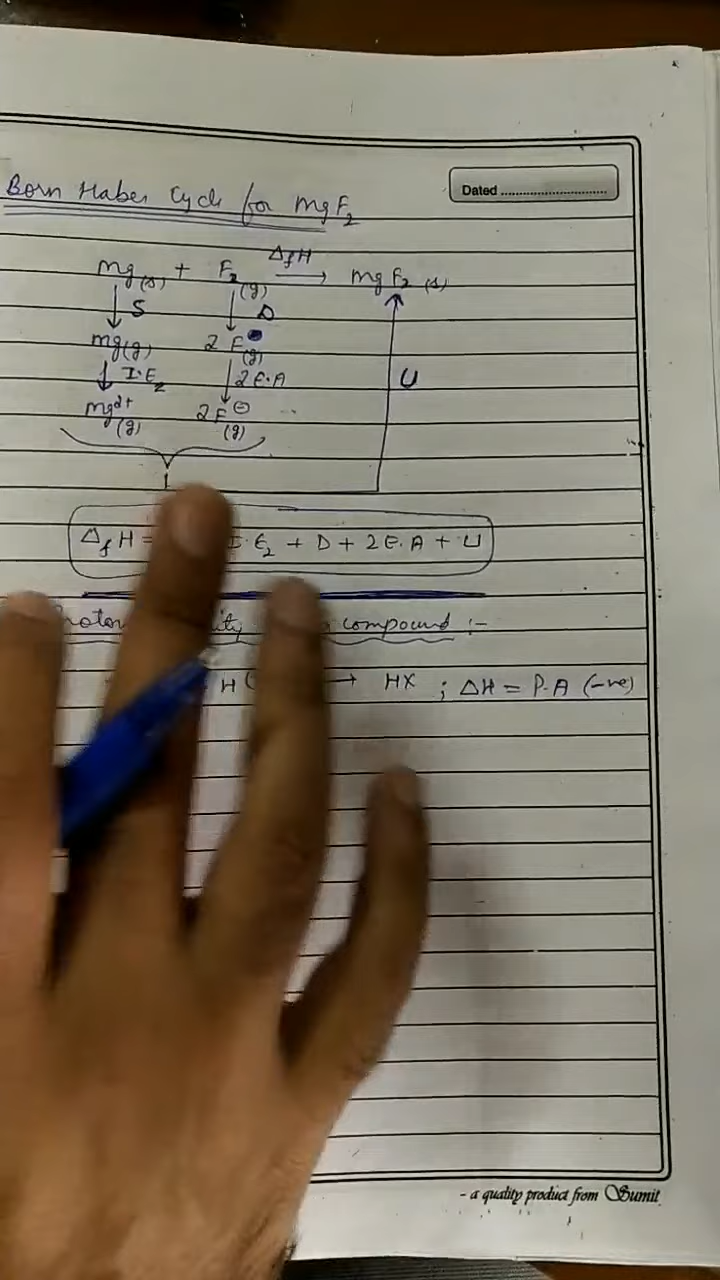 Born Haber Cycle for MgF₂
Dated ..............................
Mg(s) + F₂(g) →ΔfH MgF₂(s)
↓ S ↓ D
Mg(g) 2F(g)
↓ I.E₂ ↓ 2E.A U
Mg²⁺(g) 2F⊖(g)
ΔfH = I.E₂ + D + 2E.A + U
compound :-
H → HX ; ΔH = P.A (-ve)
- a quality product from Sumit